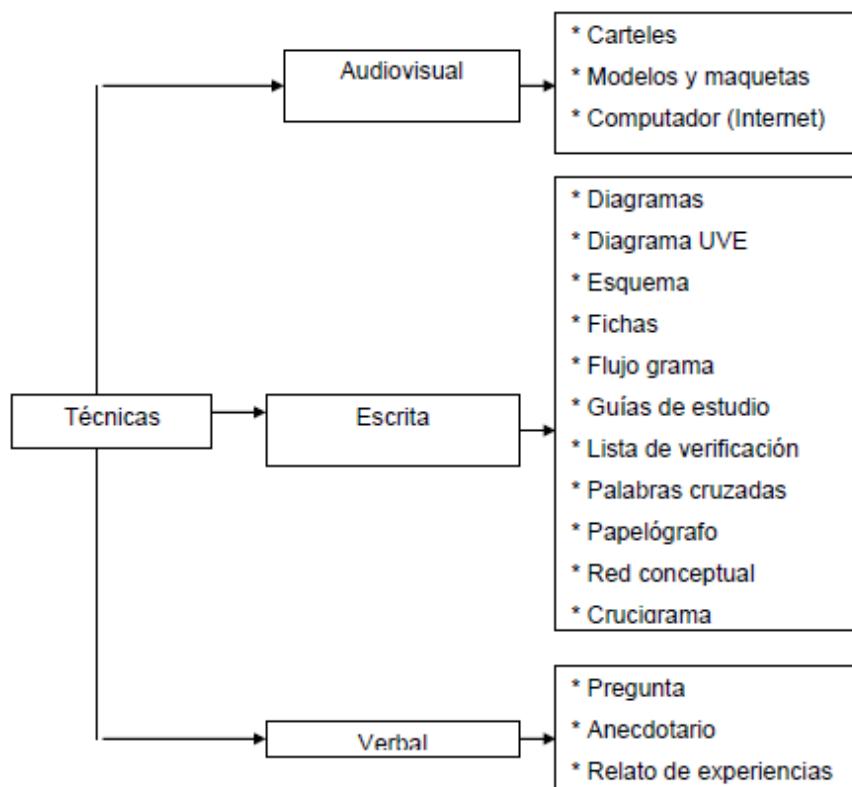 Técnicas
Audiovisual
* Carteles
* Modelos y maquetas
* Computador (Internet)
Escrita
* Diagramas
* Diagrama UVE
* Esquema
* Fichas
* Flujo grama
* Guías de estudio
* Lista de verificación
* Palabras cruzadas
* Papelógrafo
* Red conceptual
* Crucigrama
Verbal
* Pregunta
* Anecdotario
* Relato de experiencias